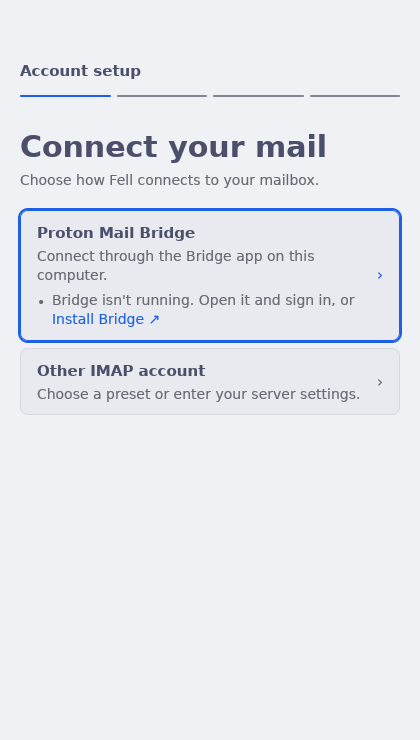 Account setup
Connect your mail
Choose how Fell connects to your mailbox.
Proton Mail Bridge
Connect through the Bridge app on this
computer.
• Bridge isn't running. Open it and sign in, or
Install Bridge ↗
›
Other IMAP account
Choose a preset or enter your server settings.
›